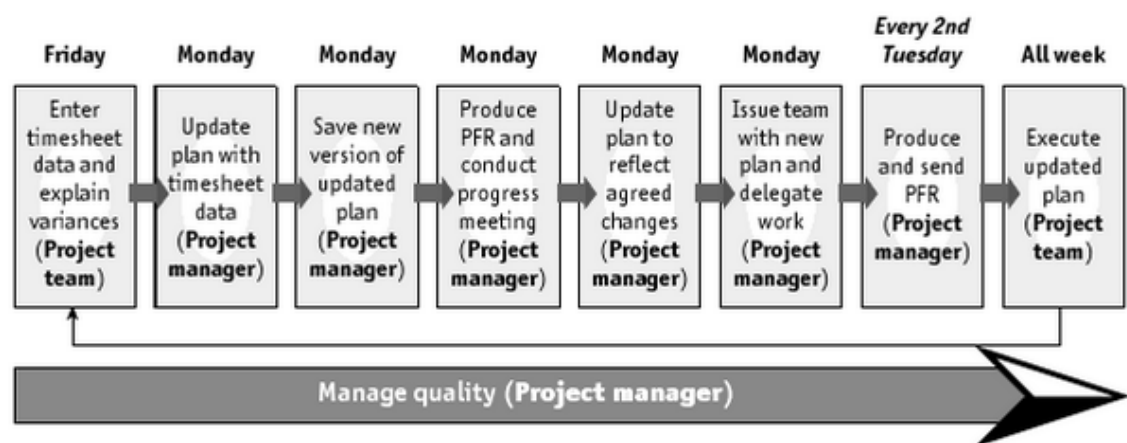 Friday
Monday
Monday
Monday
Monday
Monday
Every 2nd
Tuesday
All week
Enter
timesheet
data and
explain
variances
(Project
team)
Update
plan with
timesheet
data
(Project
manager)
Save new
version of
updated
plan
(Project
manager)
Produce
PFR and
conduct
progress
meeting
(Project
manager)
Update
plan to
reflect
agreed
changes
(Project
manager)
Issue team
with new
plan and
delegate
work
(Project
manager)
Produce
and send
PFR
(Project
manager)
Execute
updated
plan
(Project
team)
Manage quality (Project manager)